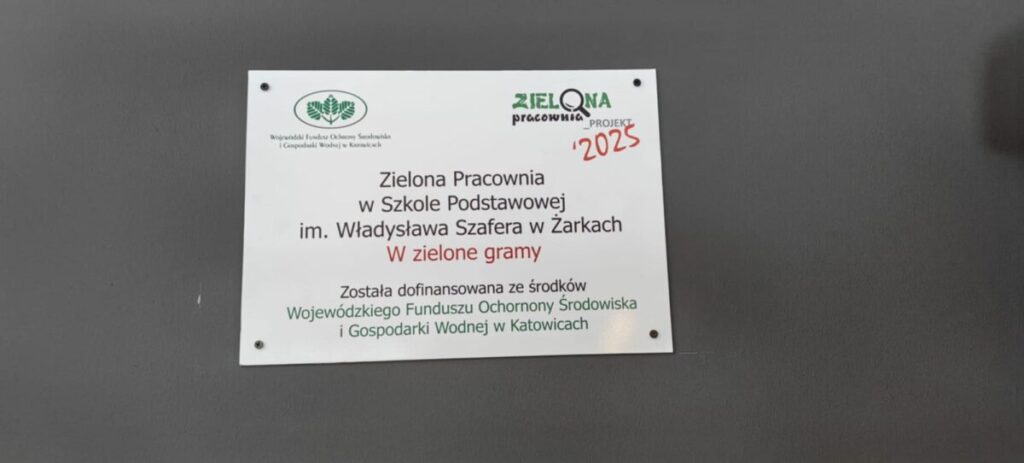 Wojewódzki Fundusz Ochrony Środowiska
i Gospodarki Wodnej w Katowicach
ZIELONA
pracownia
_PROJEKT
'2025
Zielona Pracownia
w Szkole Podstawowej
im. Władysława Szafera w Żarkach
W zielone gramy
Została dofinansowana ze środków
Wojewódzkiego Funduszu Ochornony Środowiska
i Gospodarki Wodnej w Katowicach